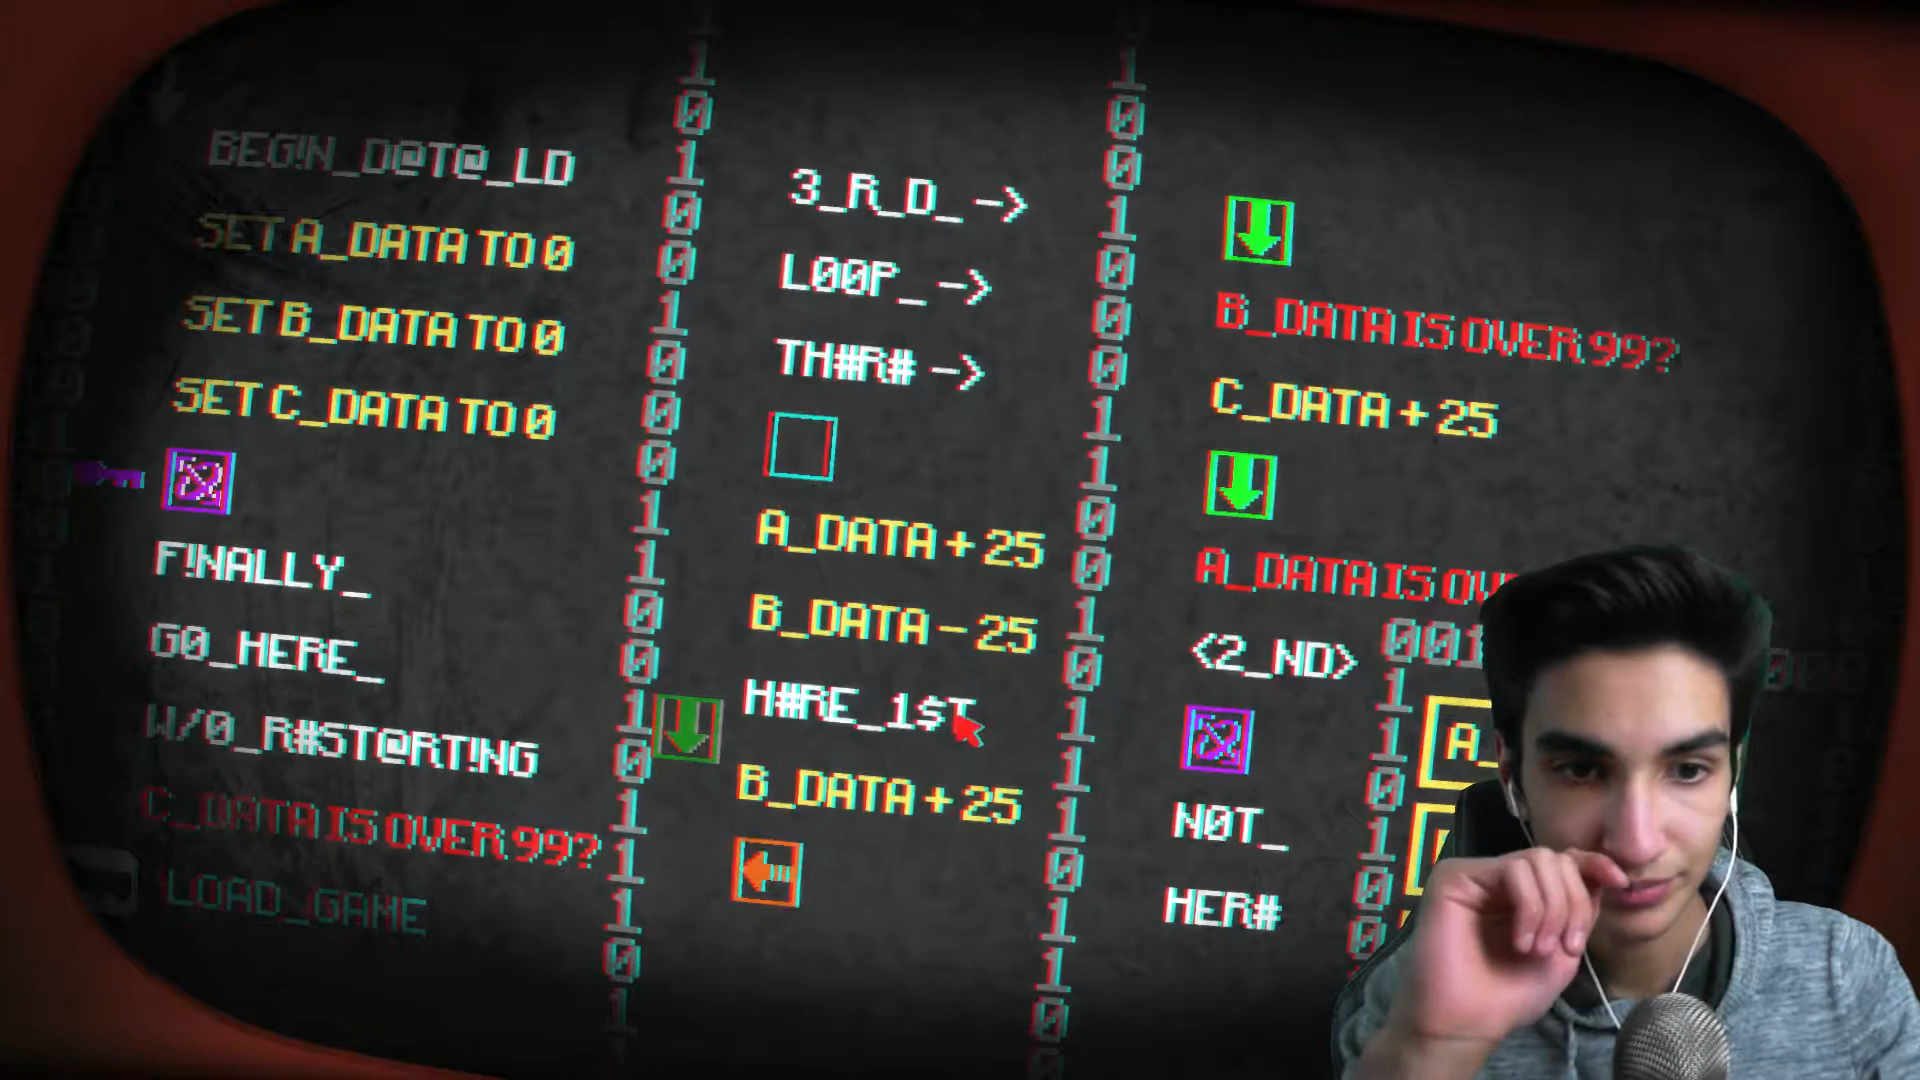 BEG!N_D@T@_LD
SET A_DATA TO 0
SET B_DATA TO 0
SET C_DATA TO 0
F!NALLY_
G0_HERE_
W/0_R#ST@RT!NG
C_DATA IS OVER 99?
LOAD_GAME
3_R_D_->
L00P_->
TH#R# ->
A_DATA + 25
B_DATA - 25
H#RE_1$T
B_DATA + 25
B_DATA IS OVER 99?
C_DATA + 25
A_DATA IS
<2_ND>
N0T_
HER#